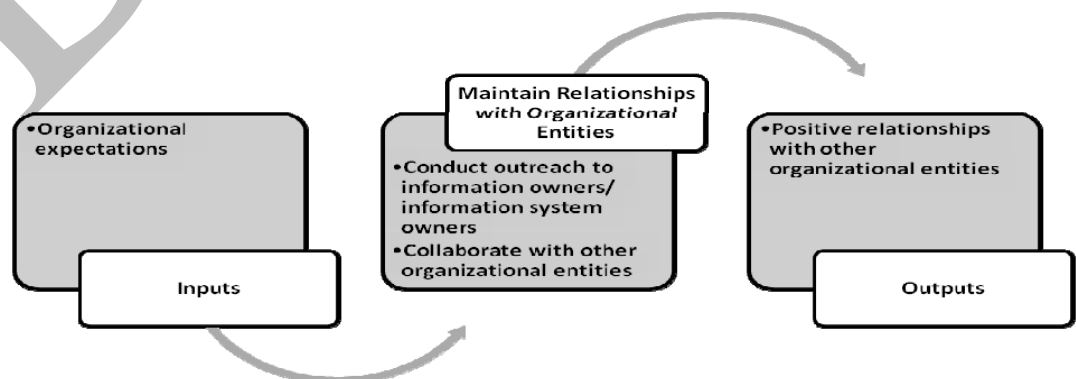 •Organizational
expectations
Inputs
Maintain Relationships
with Organizational
Entities
•Conduct outreach to
information owners/
information system
owners
•Collaborate with other
organizational entities
•Positive relationships
with other
organizational entities
Outputs